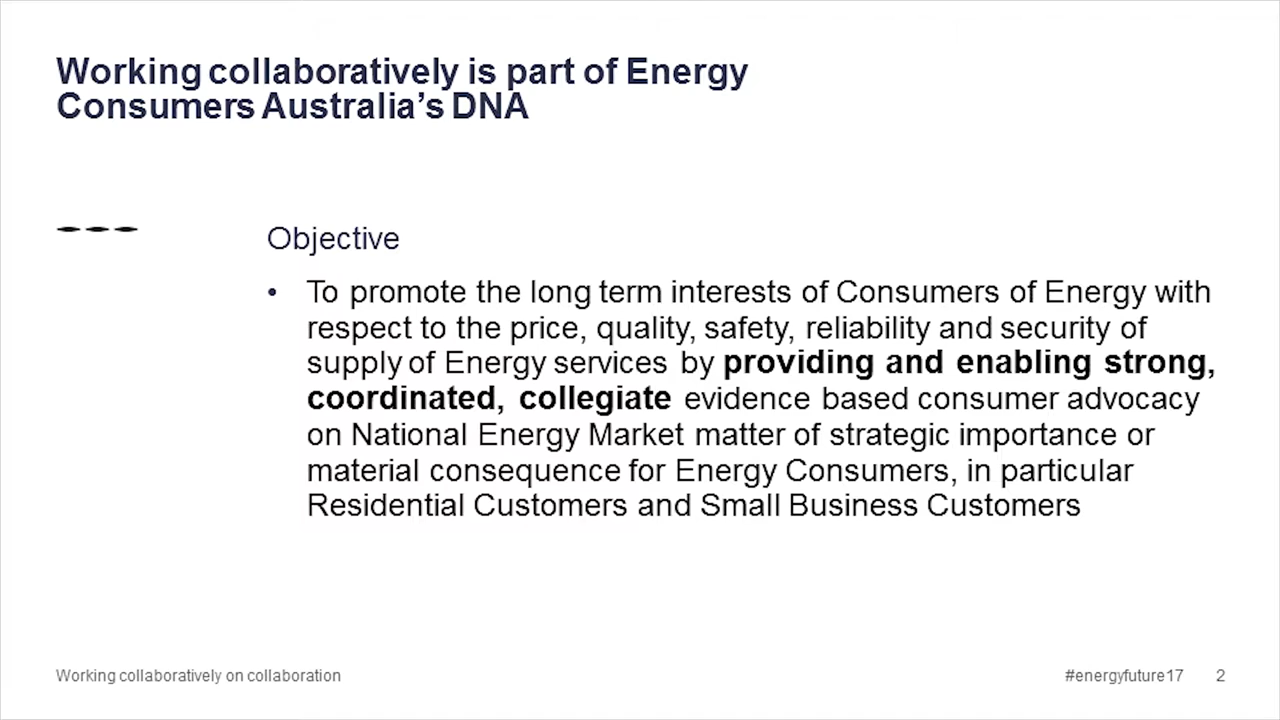 Working collaboratively is part of Energy
Consumers Australia’s DNA
Objective
• To promote the long term interests of Consumers of Energy with
respect to the price, quality, safety, reliability and security of
supply of Energy services by providing and enabling strong,
coordinated, collegiate evidence based consumer advocacy
on National Energy Market matter of strategic importance or
material consequence for Energy Consumers, in particular
Residential Customers and Small Business Customers
Working collaboratively on collaboration
#energyfuture17 2